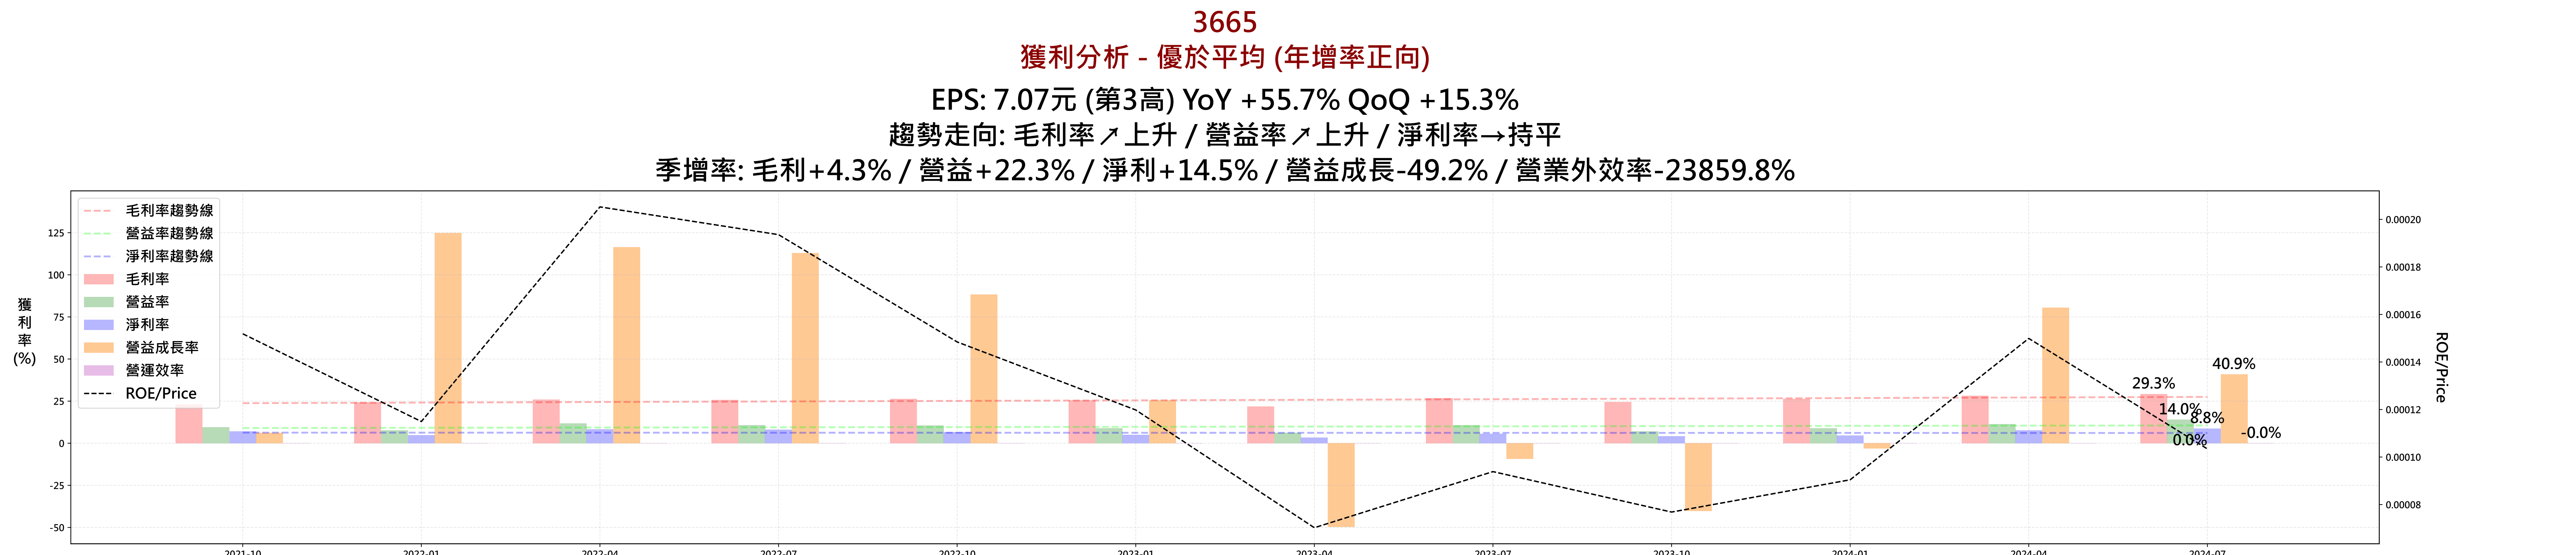 3665
獲利分析 - 優於平均 (年增率正向)
EPS: 7.07元 (第3高) YoY +55.7% QoQ +15.3%
趨勢走向: 毛利率↗上升 / 營益率↗上升 / 淨利率→持平
季增率: 毛利+4.3% / 營益+22.3% / 淨利+14.5% / 營益成長-49.2% / 營業外效率-23859.8%
毛利率趨勢線
營益率趨勢線
淨利率趨勢線
毛利率
營益率
淨利率
營益成長率
營運效率
ROE/Price
獲利率(%)
125
100
75
50
25
0
-25
-50
29.3%
14.0%
8.8%
40.9%
-0.0%
0.0%
0.00020
0.00018
0.00016
0.00014
0.00012
0.00010
0.00008
ROE/Price
2021-10
2022-01
2022-04
2022-07
2022-10
2023-01
2023-04
2023-07
2023-10
2024-01
2024-04
2024-07